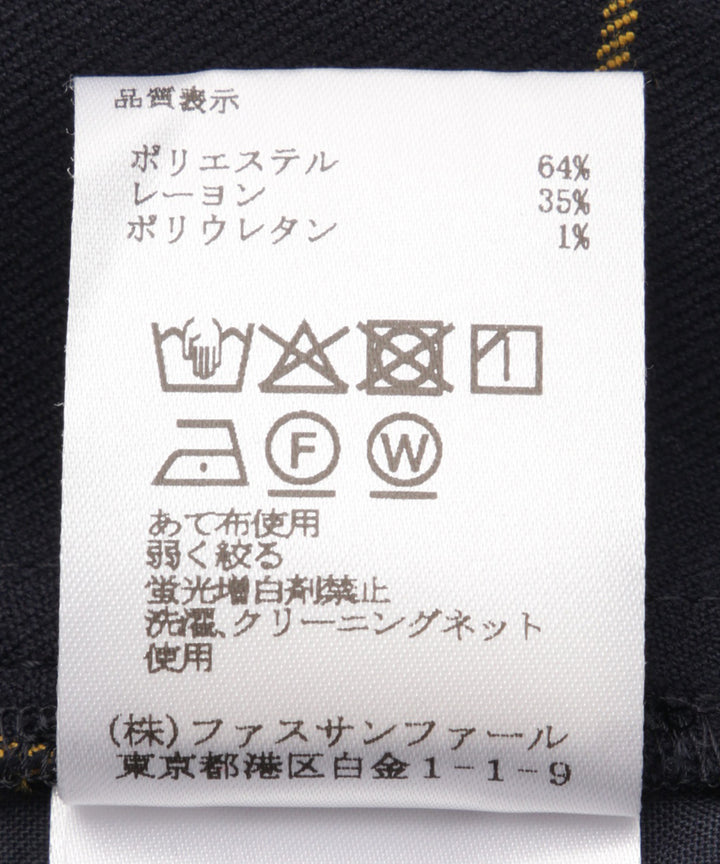 品質表示
ポリエステル 64%
レーヨン 35%
ポリウレタン 1%
F W
あて布使用
弱く絞る
蛍光増白剤禁止
洗濯、クリーニングネット
使用
(株)ファスサンファール
東京都港区白金1-1-9